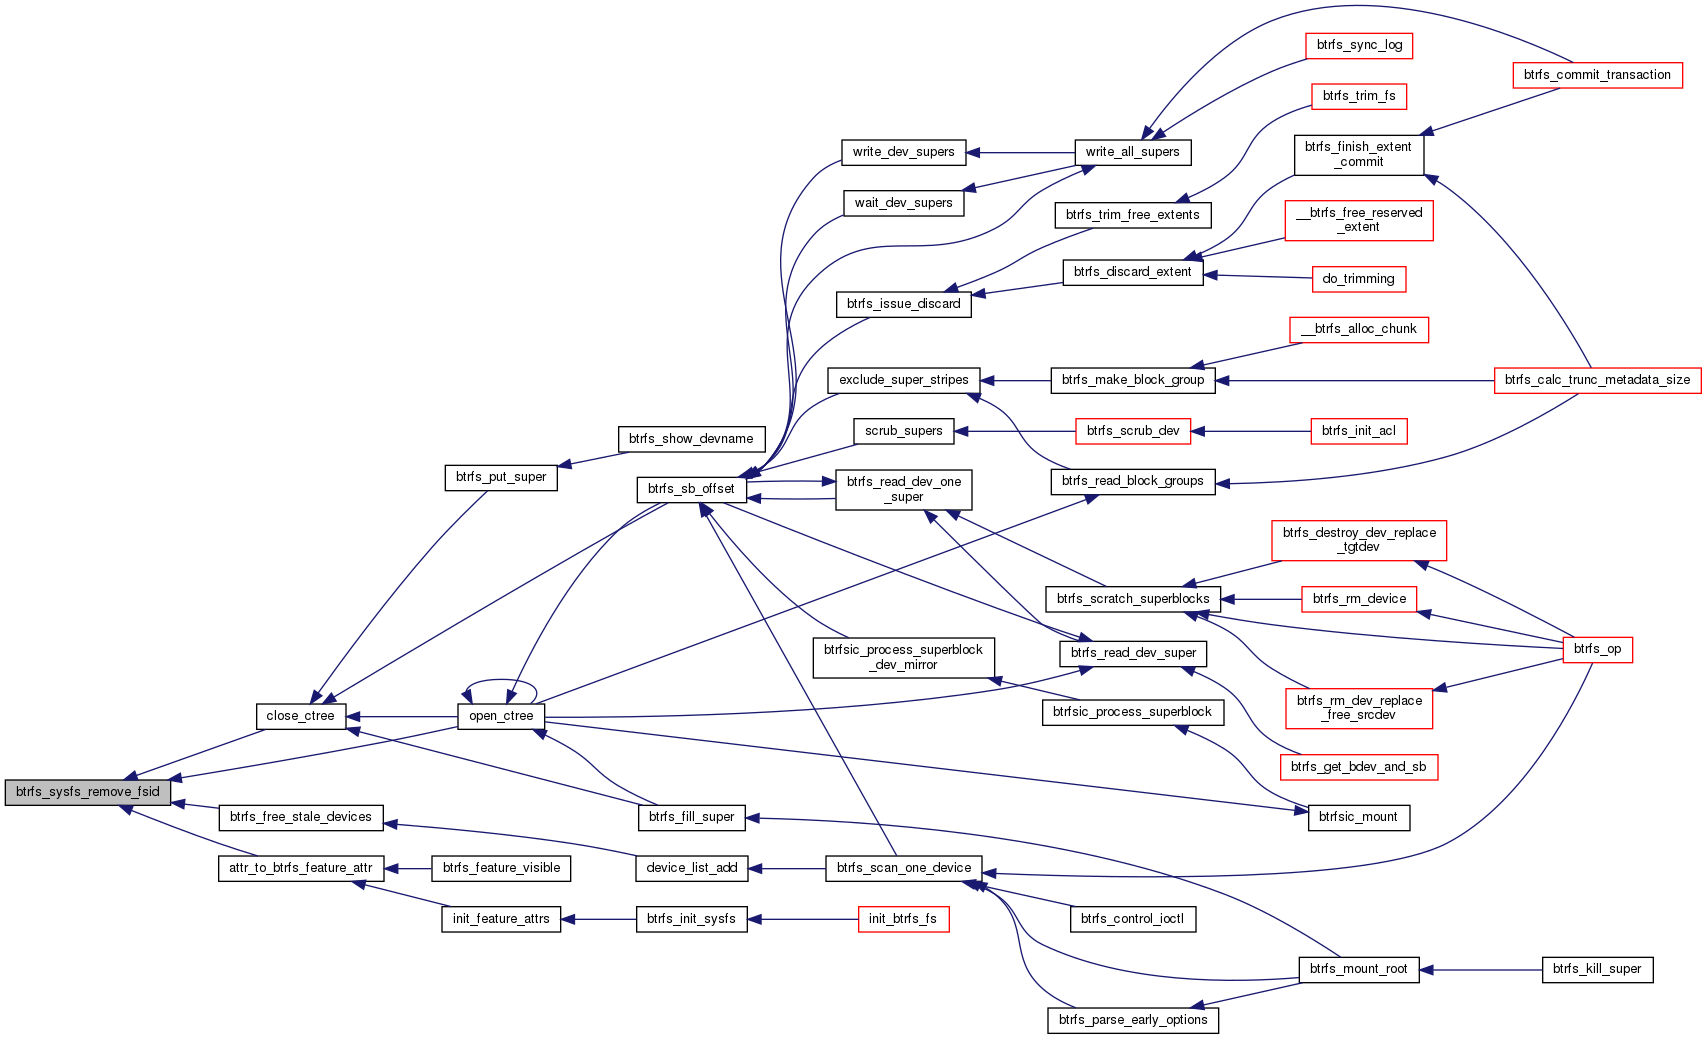 btrfs_sync_log
btrfs_commit_transaction
btrfs_trim_fs
write_dev_supers
write_all_supers
btrfs_finish_extent
_commit
wait_dev_supers
btrfs_trim_free_extents
__btrfs_free_reserved
_extent
btrfs_discard_extent
do_trimming
btrfs_issue_discard
__btrfs_alloc_chunk
exclude_super_stripes
btrfs_make_block_group
btrfs_calc_trunc_metadata_size
btrfs_show_devname
scrub_supers
btrfs_scrub_dev
btrfs_init_acl
btrfs_put_super
btrfs_sb_offset
btrfs_read_dev_one
_super
btrfs_read_block_groups
btrfs_destroy_dev_replace
_tgtdev
btrfs_scratch_superblocks
btrfs_rm_device
btrfsic_process_superblock
_dev_mirror
btrfs_read_dev_super
btrfs_op
close_ctree
open_ctree
btrfsic_process_superblock
btrfs_rm_dev_replace
_free_srcdev
btrfs_get_bdev_and_sb
btrfs_sysfs_remove_fsid
btrfs_free_stale_devices
btrfs_fill_super
btrfsic_mount
attr_to_btrfs_feature_attr
btrfs_feature_visible
device_list_add
btrfs_scan_one_device
init_feature_attrs
btrfs_init_sysfs
init_btrfs_fs
btrfs_control_ioctl
btrfs_mount_root
btrfs_kill_super
btrfs_parse_early_options